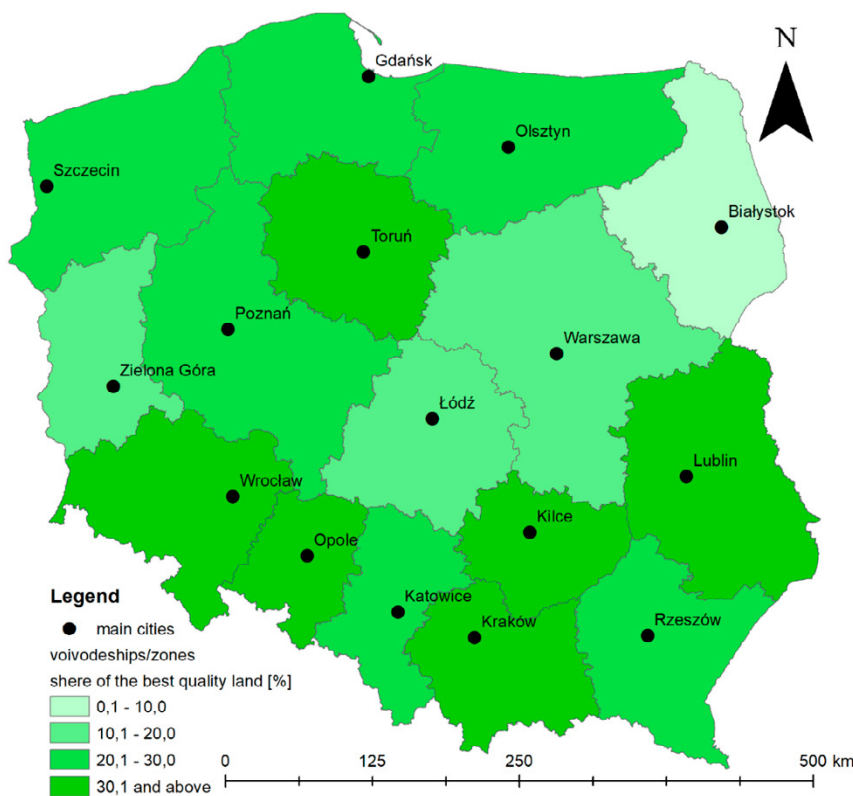 N
Gdańsk
Olsztyn
Szczecin
Białystok
Toruń
Poznań
Warszawa
Zielona Góra
Łódź
Lublin
Wrocław
Kilce
Opole
Katowice
Kraków
Rzeszów
Legend
main cities
voivodeships/zones
shere of the best quality land [%]
0,1 - 10,0
10,1 - 20,0
20,1 - 30,0
30,1 and above
0 125 250 500 km